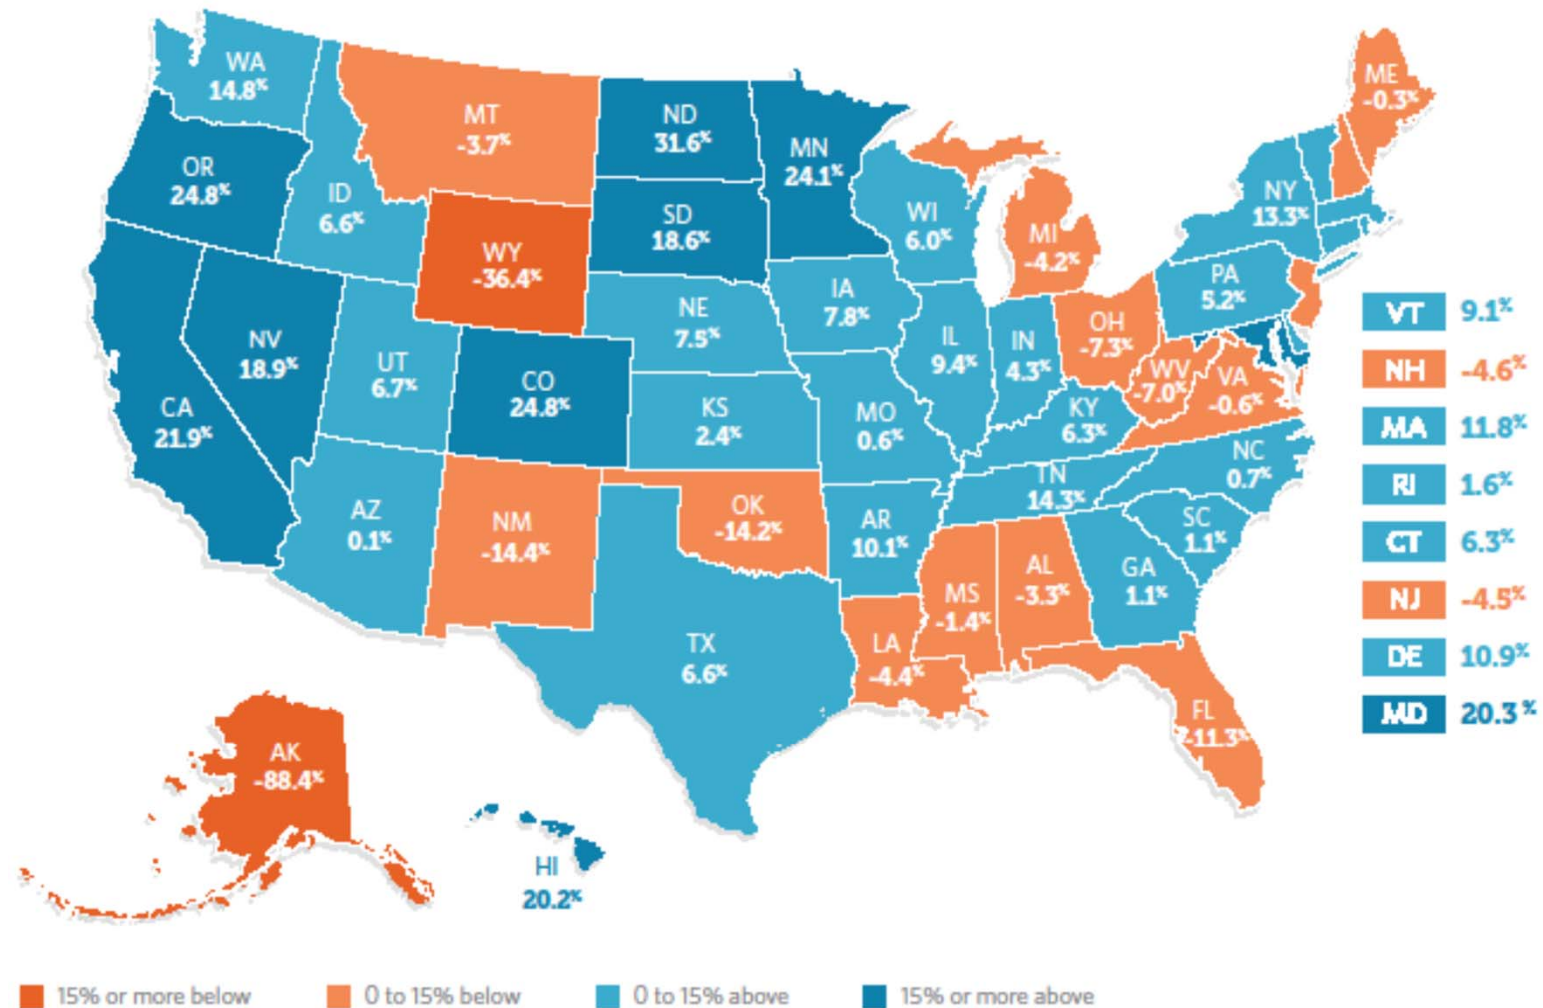 WA
14.8%
OR
24.8%
CA
21.9%
NV
18.9%
ID
6.6%
MT
-3.7%
WY
-36.4%
UT
6.7%
AZ
0.1%
CO
24.8%
NM
-14.4%
ND
31.6%
SD
18.6%
NE
7.5%
KS
2.4%
OK
-14.2%
TX
6.6%
MN
24.1%
IA
7.8%
MO
0.6%
AR
10.1%
LA
-4.4%
WI
6.0%
IL
9.4%
MI
-4.2%
IN
4.3%
OH
-7.3%
KY
6.3%
TN
14.3%
MS
-1.4%
AL
-3.3%
GA
1.1%
FL
-11.3%
SC
1.1%
NC
0.7%
VA
-0.6%
WV
-7.0%
PA
5.2%
NY
13.3%
ME
-0.3%
VT 9.1%
NH -4.6%
MA 11.8%
RI 1.6%
CT 6.3%
NJ -4.5%
DE 10.9%
MD 20.3%
AK
-88.4%
HI
20.2%
15% or more below
0 to 15% below
0 to 15% above
15% or more above